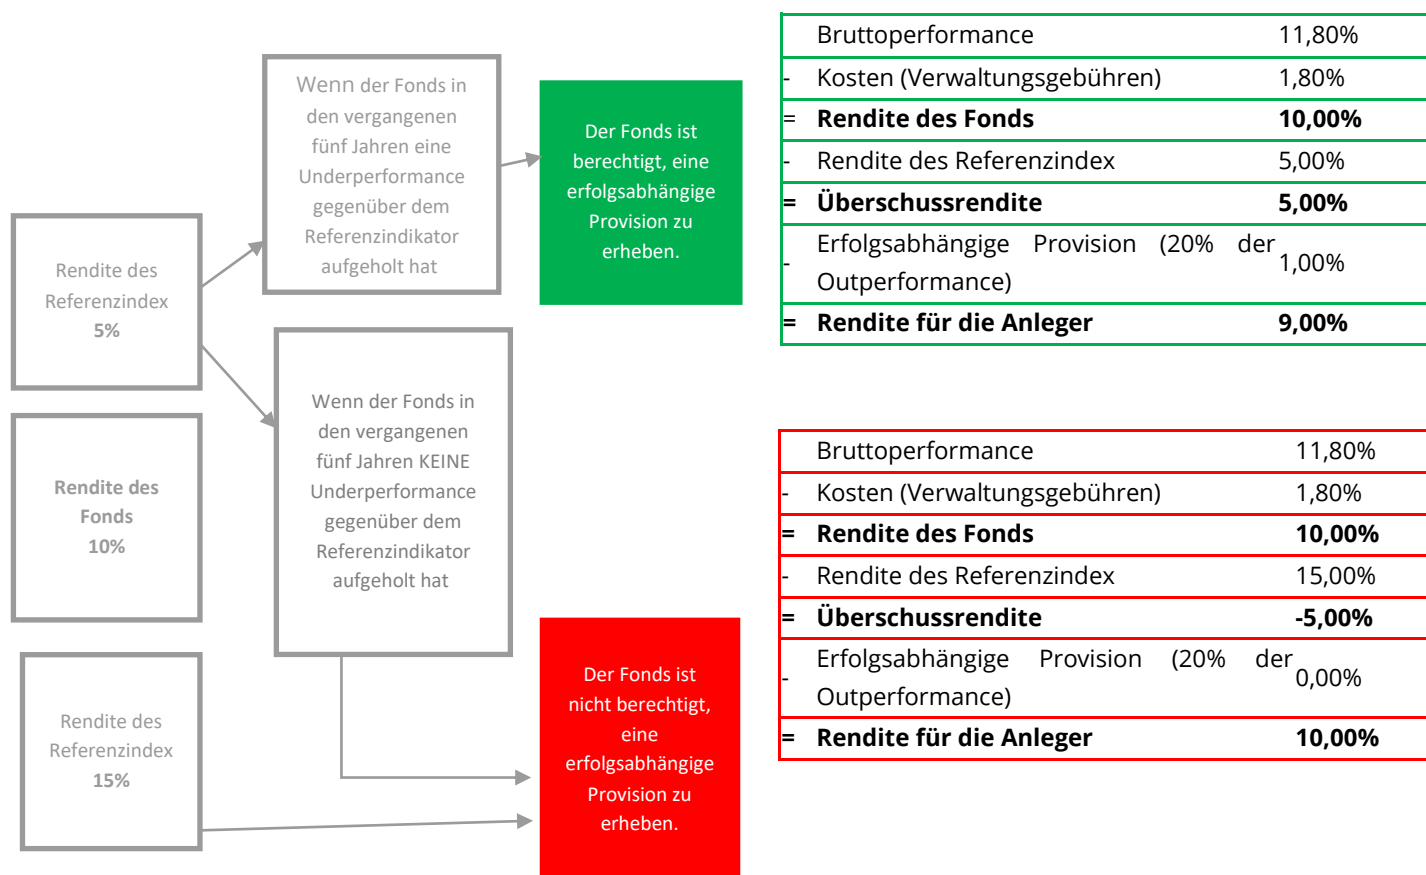 Rendite des
Referenzindex
5%
Rendite des
Fonds
10%
Rendite des
Referenzindex
15%
Wenn der Fonds in
den vergangenen
fünf Jahren eine
Underperformance
gegenüber dem
Referenzindikator
aufgeholt hat
Wenn der Fonds in
den vergangenen
fünf Jahren KEINE
Underperformance
gegenüber dem
Referenzindikator
aufgeholt hat
Der Fonds ist
berechtigt, eine
erfolgsabhängige
Provision zu
erheben.
Der Fonds ist
nicht berechtigt,
eine
erfolgsabhängige
Provision zu
erheben.
Bruttoperformance 11,80%
- Kosten (Verwaltungsgebühren) 1,80%
= Rendite des Fonds 10,00%
- Rendite des Referenzindex 5,00%
= Überschussrendite 5,00%
- Erfolgsabhängige Provision (20% der
Outperformance) 1,00%
= Rendite für die Anleger 9,00%
Bruttoperformance 11,80%
- Kosten (Verwaltungsgebühren) 1,80%
= Rendite des Fonds 10,00%
- Rendite des Referenzindex 15,00%
= Überschussrendite -5,00%
- Erfolgsabhängige Provision (20% der
Outperformance) 0,00%
= Rendite für die Anleger 10,00%